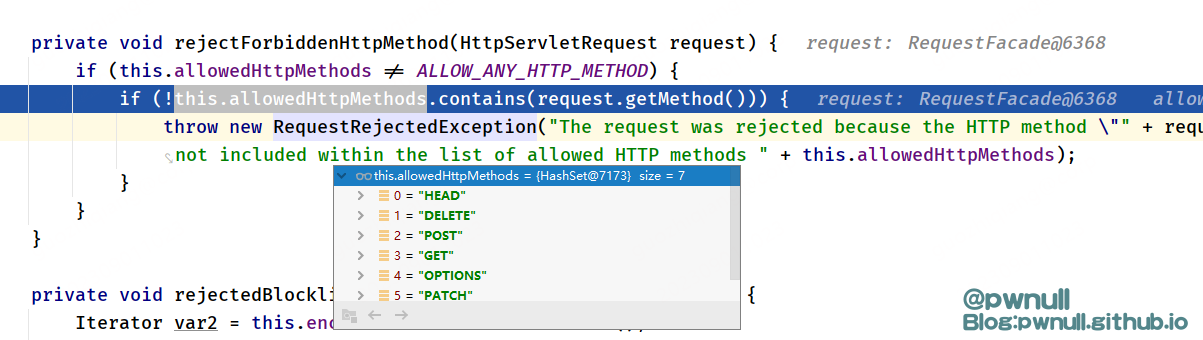 private void rejectForbiddenHttpMethod(HttpServletRequest request) {   request: RequestFacade@6368
if (this.allowedHttpMethods ≠ ALLOW_ANY_HTTP_METHOD) {
if (!this.allowedHttpMethods.contains(request.getMethod())) {   request: RequestFacade@6368   allow
throw new RequestRejectedException("The request was rejected because the HTTP method \"" + requ
not included within the list of allowed HTTP methods " + this.allowedHttpMethods);
this.allowedHttpMethods = {HashSet@7173}  size = 7
}
0 = "HEAD"
1 = "DELETE"
}
2 = "POST"
}
3 = "GET"
4 = "OPTIONS"
private void rejectedBlockli
5 = "PATCH"
{
Iterator var2 = this.enc
@pwnull
Blog:pwnull.github.io